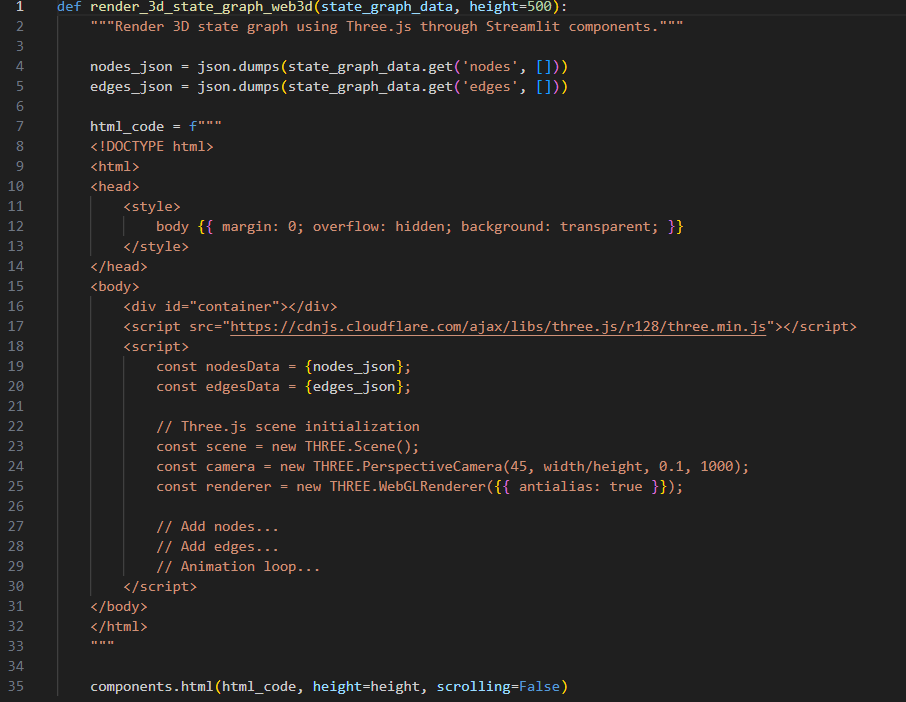 1 def render_3d_state_graph_web3d(state_graph_data, height=500):
2     """Render 3D state graph using Three.js through Streamlit components."""
3
4     nodes_json = json.dumps(state_graph_data.get('nodes', []))
5     edges_json = json.dumps(state_graph_data.get('edges', []))
6
7     html_code = f"""
8     <!DOCTYPE html>
9     <html>
10     <head>
11         <style>
12             body {{ margin: 0; overflow: hidden; background: transparent; }}
13         </style>
14     </head>
15     <body>
16         <div id="container"></div>
17         <script src="https://cdnjs.cloudflare.com/ajax/libs/three.js/r128/three.min.js"></script>
18         <script>
19             const nodesData = {nodes_json};
20             const edgesData = {edges_json};
21
22             // Three.js scene initialization
23             const scene = new THREE.Scene();
24             const camera = new THREE.PerspectiveCamera(45, width/height, 0.1, 1000);
25             const renderer = new THREE.WebGLRenderer({{ antialias: true }});
26
27             // Add nodes...
28             // Add edges...
29             // Animation loop...
30         </script>
31     </body>
32     </html>
33     """
34
35     components.html(html_code, height=height, scrolling=False)